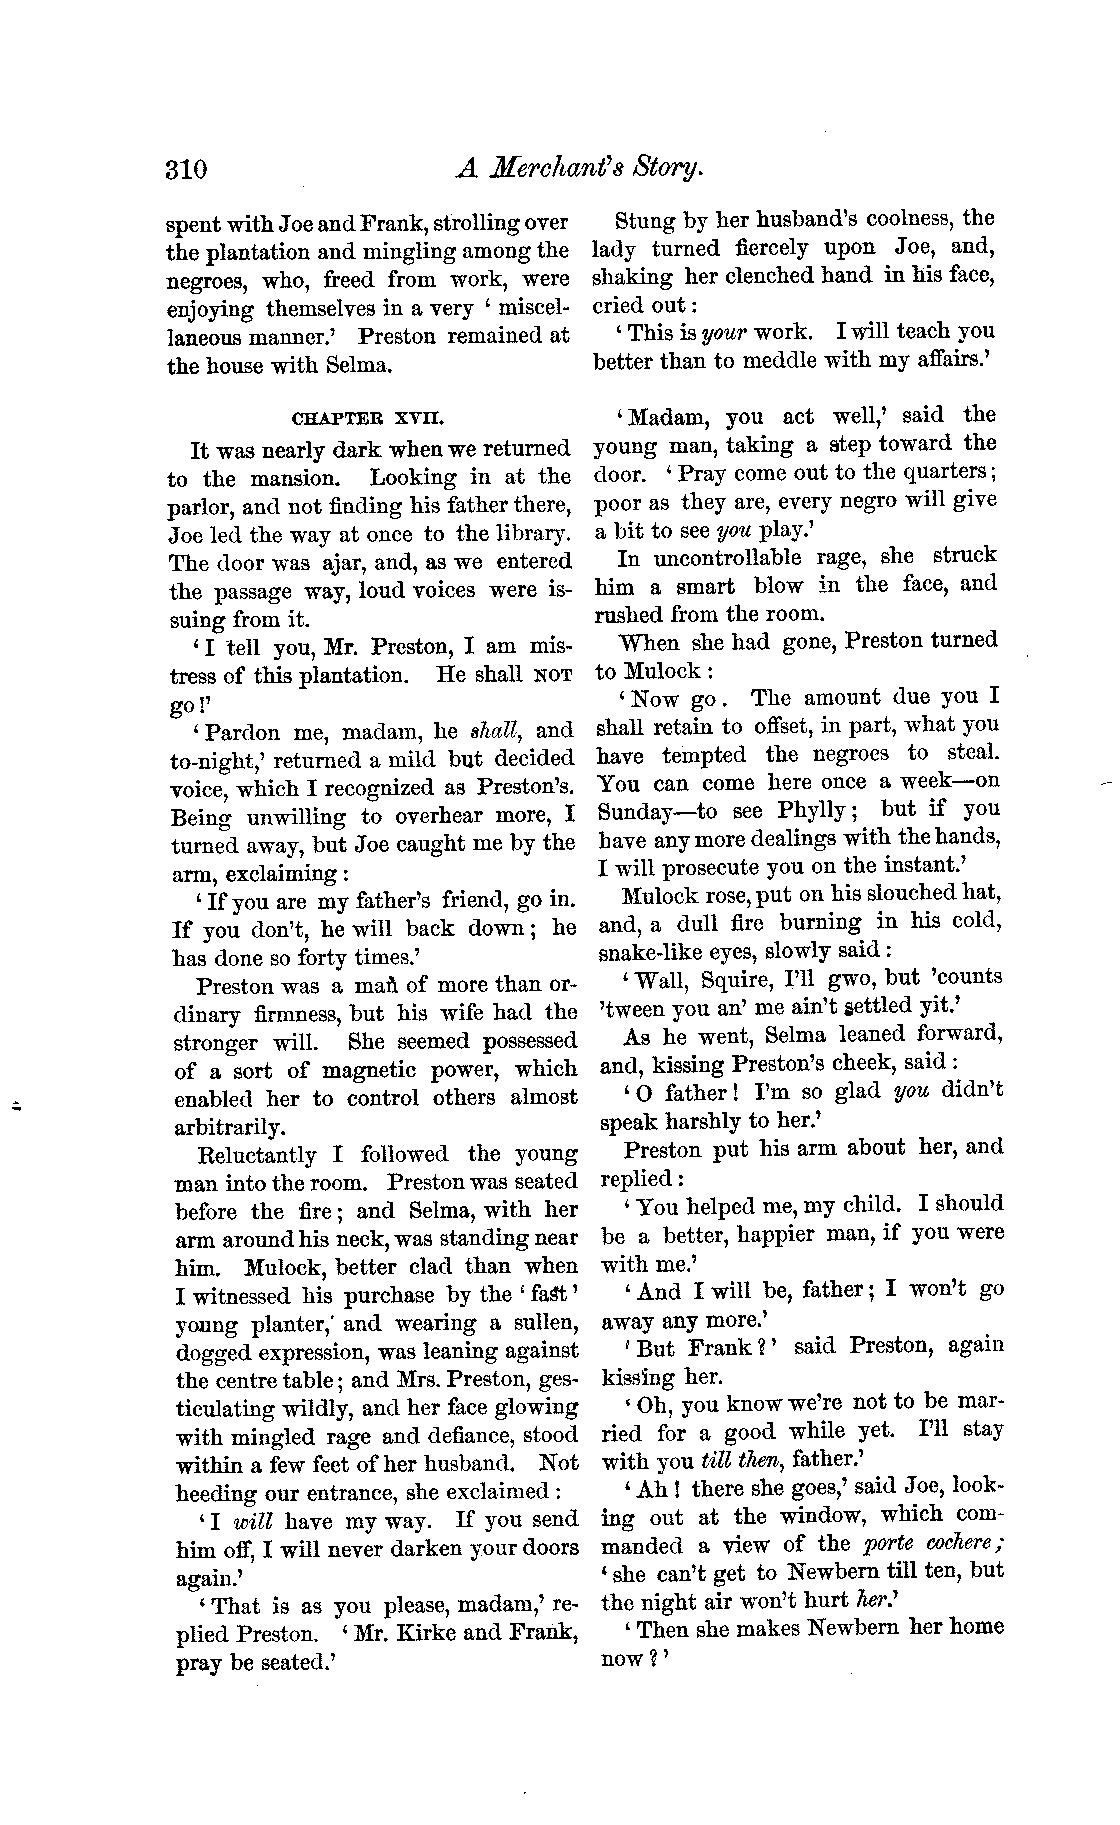 310
A Merchant's Story.
spent with Joe and Frank, strolling over
the plantation and mingling among the
negroes, who, freed from work, were
enjoying themselves in a very ‘ miscel-
laneous manner.’ Preston remained at
the house with Selma.
CHAPTER XVII.
It was nearly dark when we returned
to the mansion. Looking in at the
parlor, and not finding his father there,
Joe led the way at once to the library.
The door was ajar, and, as we entered
the passage way, loud voices were is-
suing from it.
‘ I tell you, Mr. Preston, I am mis-
tress of this plantation. He shall NOT
go !’
‘ Pardon me, madam, he shall, and
to-night,’ returned a mild but decided
voice, which I recognized as Preston's.
Being unwilling to overhear more, I
turned away, but Joe caught me by the
arm, exclaiming :
‘ If you are my father's friend, go in.
If you don't, he will back down ; he
has done so forty times.’
Preston was a man of more than or-
dinary firmness, but his wife had the
stronger will. She seemed possessed
of a sort of magnetic power, which
enabled her to control others almost
arbitrarily.
Reluctantly I followed the young
man into the room. Preston was seated
before the fire ; and Selma, with her
arm around his neck, was standing near
him. Mulock, better clad than when
I witnessed his purchase by the ‘ fast ’
young planter, and wearing a sullen,
dogged expression, was leaning against
the centre table ; and Mrs. Preston, ges-
ticulating wildly, and her face glowing
with mingled rage and defiance, stood
within a few feet of her husband. Not
heeding our entrance, she exclaimed :
‘ I will have my way. If you send
him off, I will never darken your doors
again.’
‘ That is as you please, madam,’ re-
plied Preston. ‘ Mr. Kirke and Frank,
pray be seated.’
Stung by her husband's coolness, the
lady turned fiercely upon Joe, and,
shaking her clenched hand in his face,
cried out :
‘ This is your work. I will teach you
better than to meddle with my affairs.’
‘ Madam, you act well,’ said the
young man, taking a step toward the
door. ‘ Pray come out to the quarters ;
poor as they are, every negro will give
a bit to see you play.’
In uncontrollable rage, she struck
him a smart blow in the face, and
rushed from the room.
When she had gone, Preston turned
to Mulock :
‘ Now go. The amount due you I
shall retain to offset, in part, what you
have tempted the negroes to steal.
You can come here once a week—on
Sunday—to see Phylly ; but if you
have any more dealings with the hands,
I will prosecute you on the instant.’
Mulock rose, put on his slouched hat,
and, a dull fire burning in his cold,
snake-like eyes, slowly said :
‘ Wall, Squire, I'll gwo, but 'counts
'tween you an' me ain't settled yit.’
As he went, Selma leaned forward,
and, kissing Preston's cheek, said :
‘ O father ! I'm so glad you didn't
speak harshly to her.’
Preston put his arm about her, and
replied :
‘ You helped me, my child. I should
be a better, happier man, if you were
with me.’
‘ And I will be, father ; I won't go
away any more.’
‘ But Frank ? ’ said Preston, again
kissing her.
‘ Oh, you know we're not to be mar-
ried for a good while yet. I'll stay
with you till then, father.’
‘ Ah ! there she goes,’ said Joe, look-
ing out at the window, which com-
manded a view of the porte cochere ;
‘ she can't get to Newbern till ten, but
the night air won't hurt her.’
‘ Then she makes Newbern her home
now ? ’